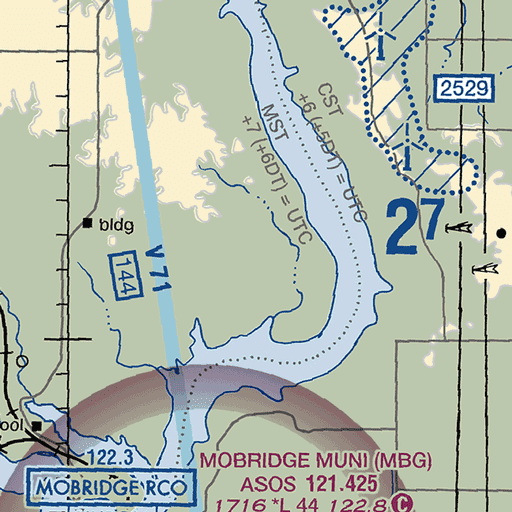 2529
CST
+6 (+5DT) = UTC
MST
+7 (+6DT) = UTC
27
bldg
V 71
144
ool
122.3
MOBRIDGE RCO
MOBRIDGE MUNI (MBG)
ASOS 121.425
1716 *L 44 122.8 C